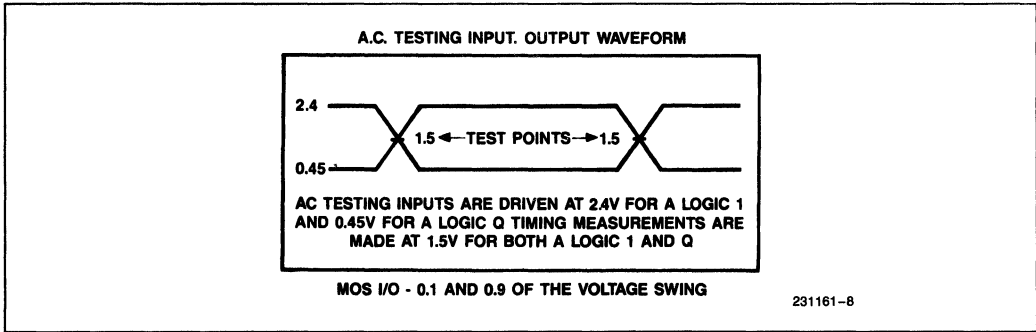 A.C. TESTING INPUT. OUTPUT WAVEFORM
2.4
1.5 TEST POINTS 1.5
0.45
AC TESTING INPUTS ARE DRIVEN AT 2.4V FOR A LOGIC 1
AND 0.45V FOR A LOGIC Q TIMING MEASUREMENTS ARE
MADE AT 1.5V FOR BOTH A LOGIC 1 AND Q
MOS I/O - 0.1 AND 0.9 OF THE VOLTAGE SWING
231161-8